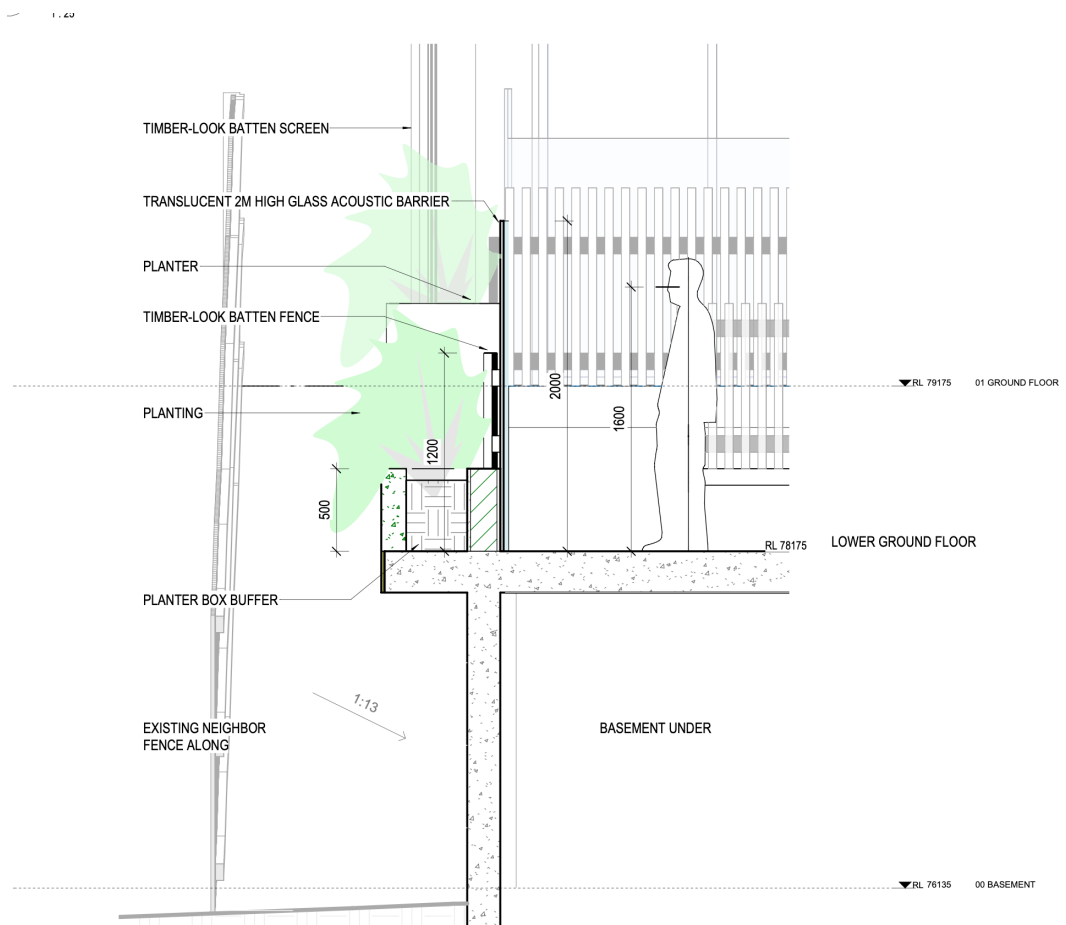 1 : 25
TIMBER-LOOK BATTEN SCREEN
TRANSLUCENT 2M HIGH GLASS ACOUSTIC BARRIER
PLANTER
TIMBER-LOOK BATTEN FENCE
2000
RL 79175 01 GROUND FLOOR
PLANTING
1600
1200
500
RL 78175 LOWER GROUND FLOOR
PLANTER BOX BUFFER
1:13
EXISTING NEIGHBOR
FENCE ALONG
BASEMENT UNDER
RL 76135 00 BASEMENT